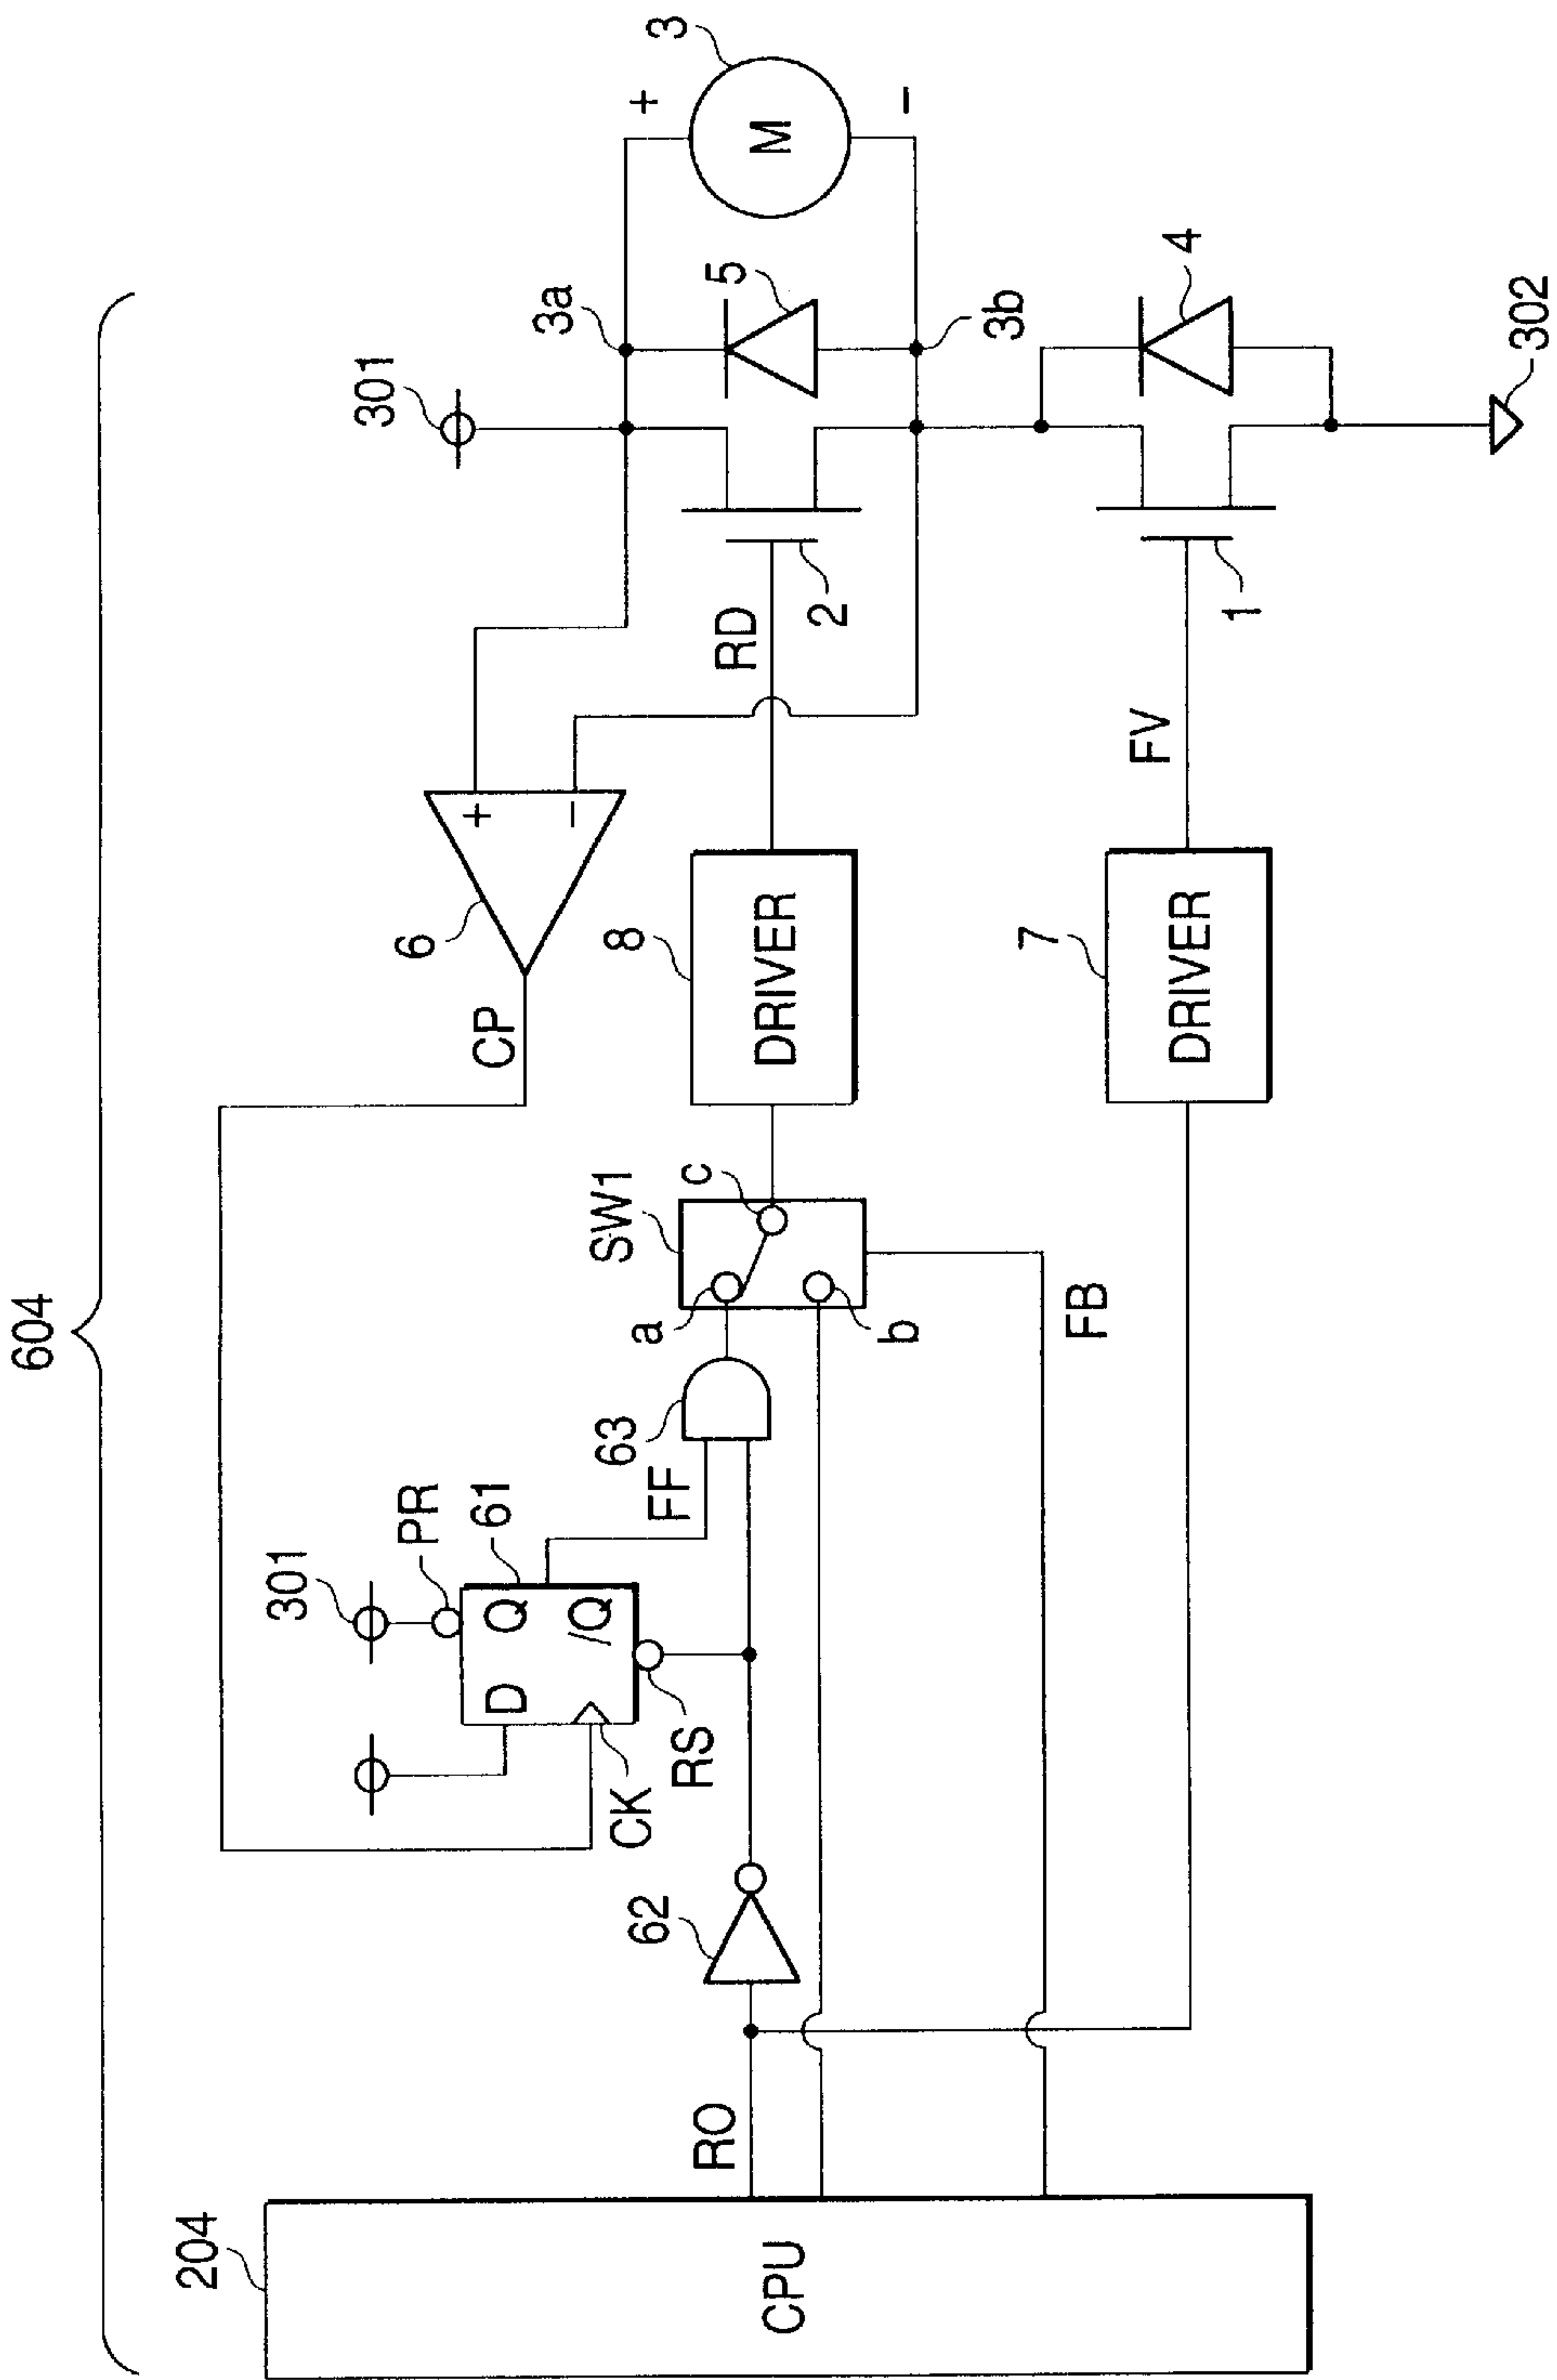 604
301
3a
3
+
M
−
5
3b
4
302
6
+
−
CP
RD
2
8
DRIVER
FV
1
7
DRIVER
SW1
c
a
b
FB
301
PR
61
D
Q
/Q
FF
63
CK
RS
62
RO
204
CPU